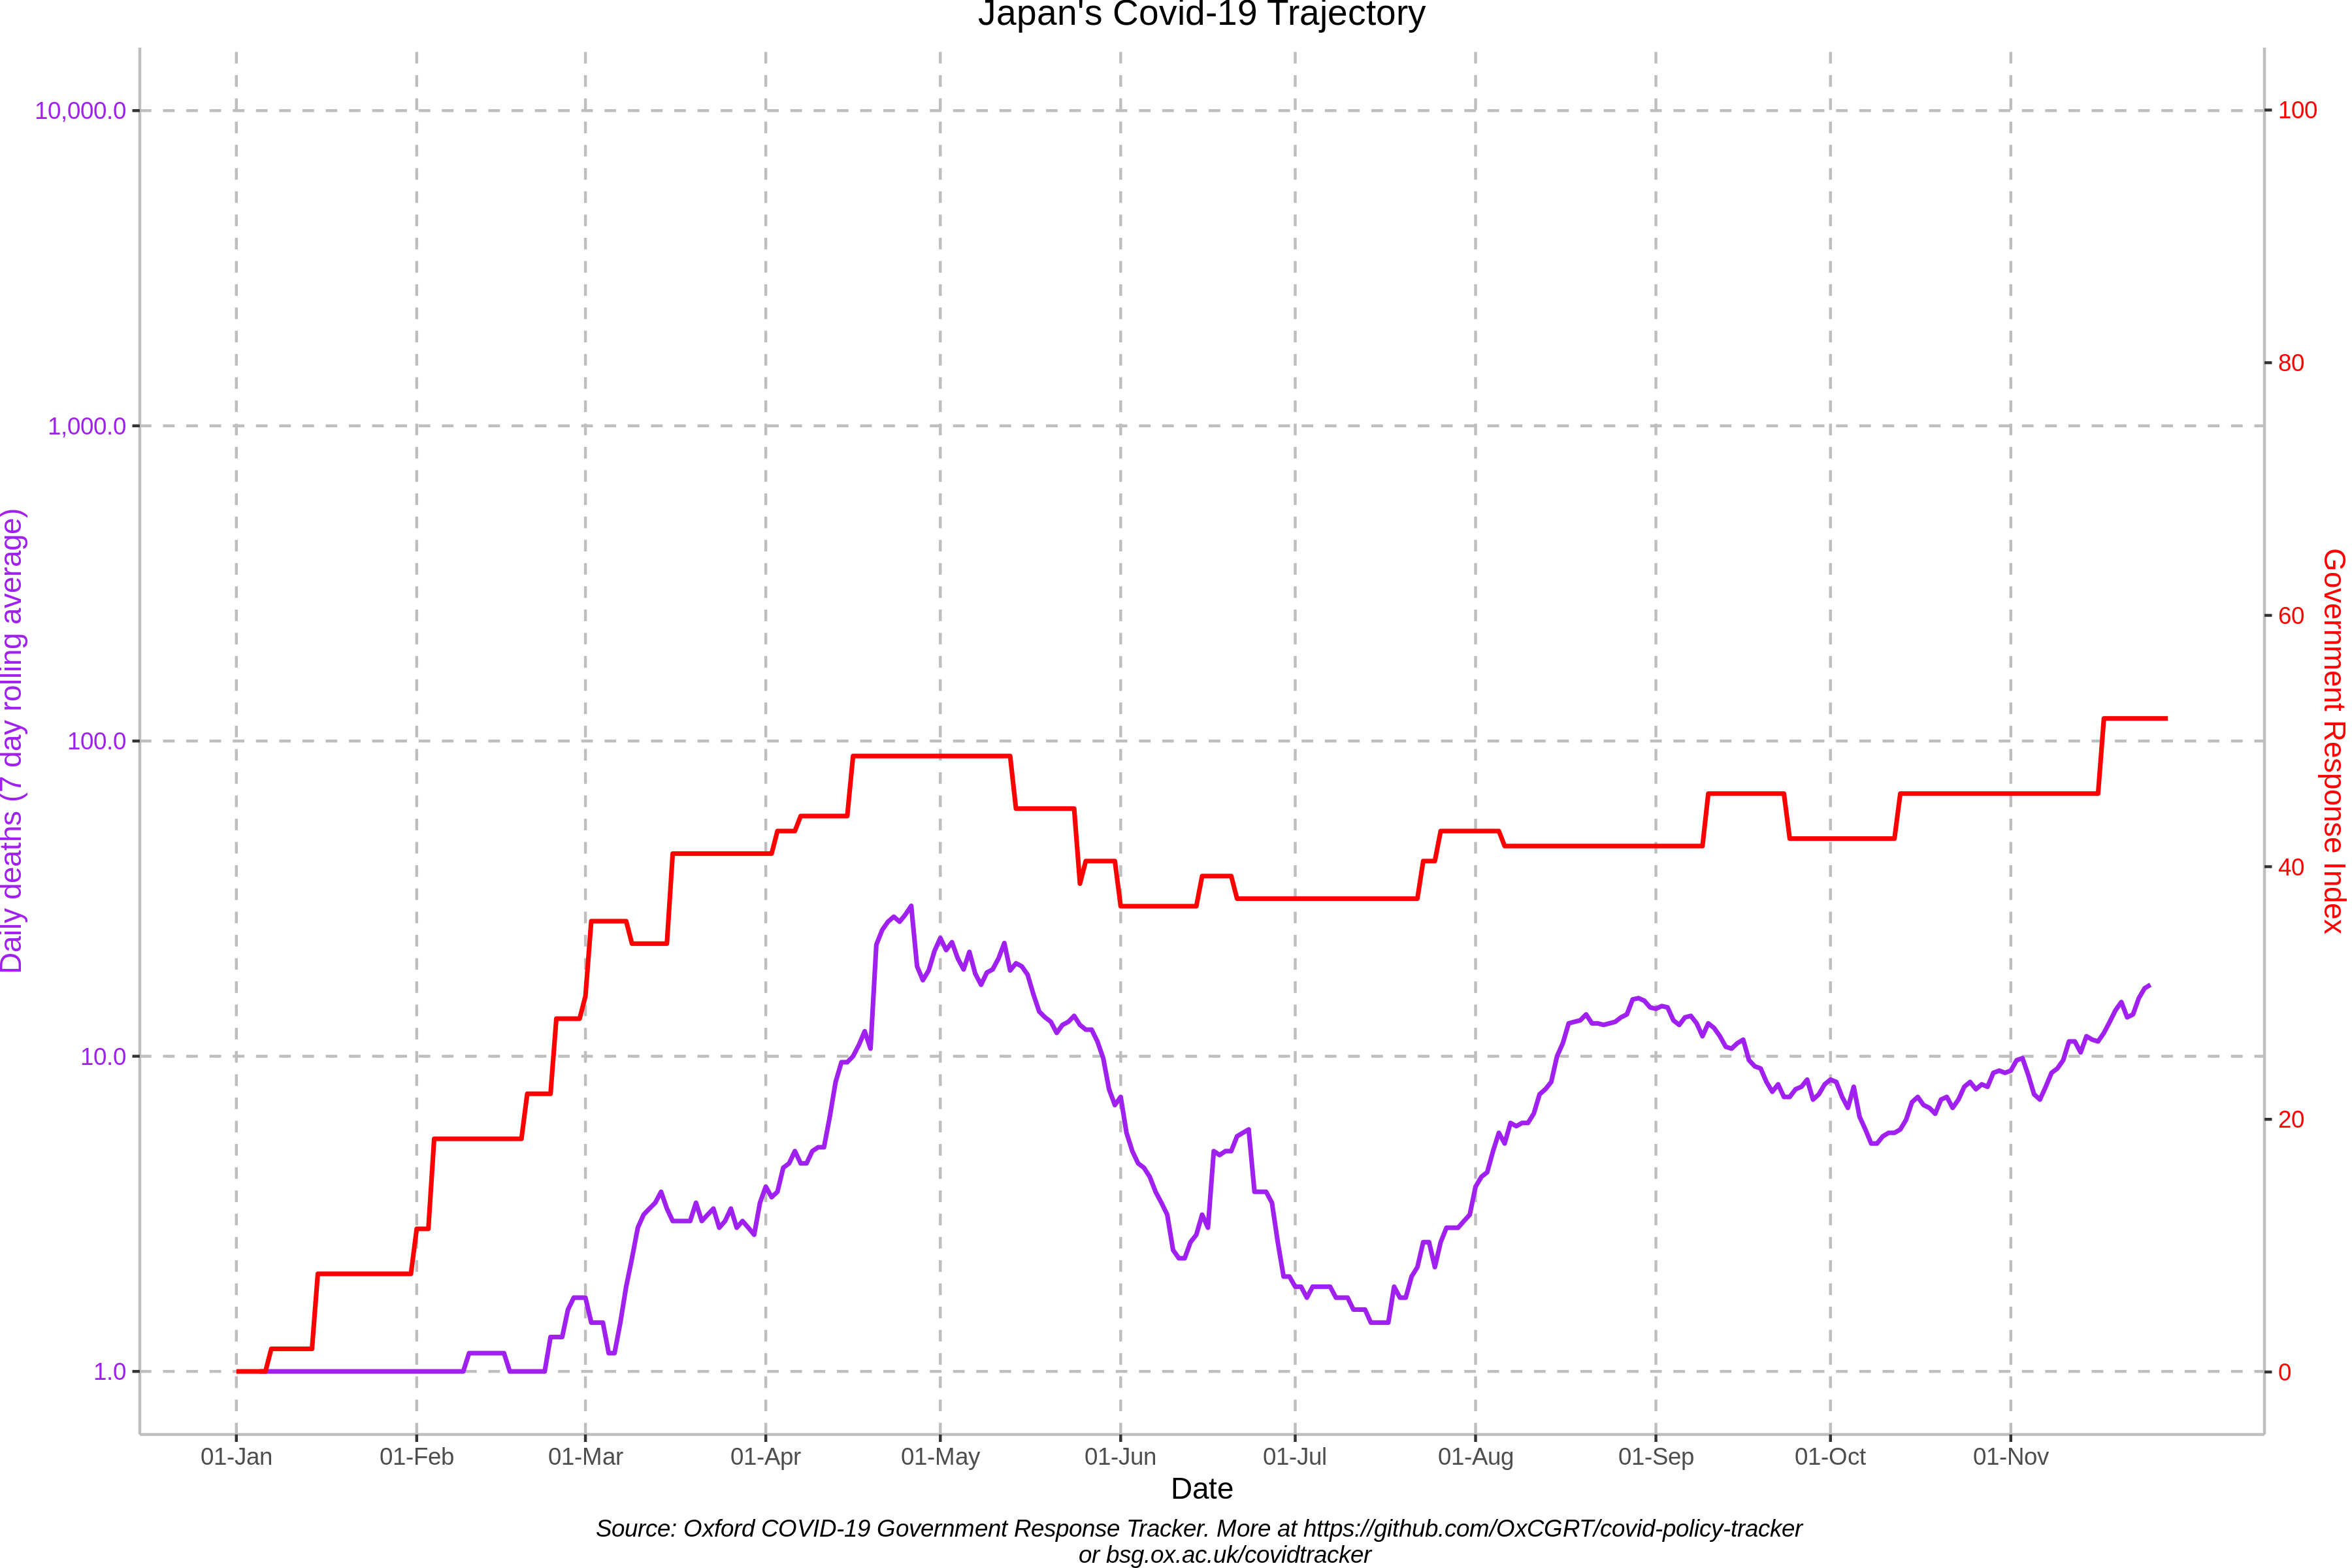 Japan's Covid-19 Trajectory
10,000.0
1,000.0
100.0
10.0
1.0
Daily deaths (7 day rolling average)
100
80
60
40
20
0
Government Response Index
01-Jan
01-Feb
01-Mar
01-Apr
01-May
01-Jun
01-Jul
01-Aug
01-Sep
01-Oct
01-Nov
Date
Source: Oxford COVID-19 Government Response Tracker. More at https://github.com/OxCGRT/covid-policy-tracker
or bsg.ox.ac.uk/covidtracker